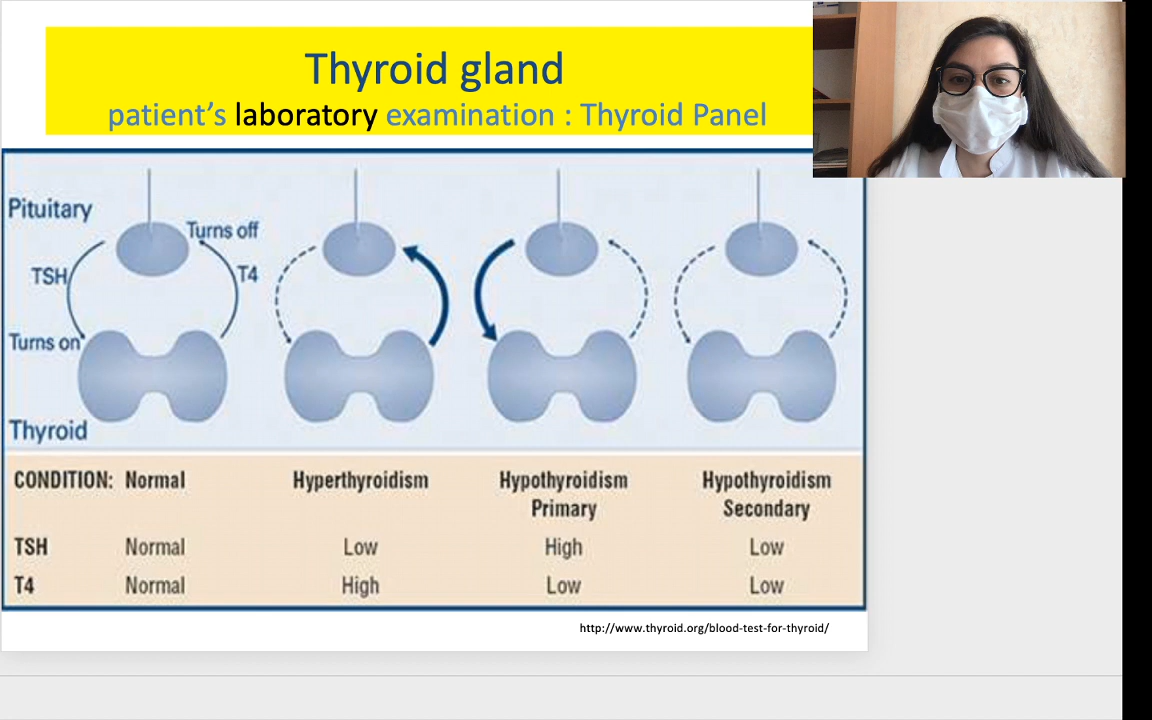 Thyroid gland
patient's laboratory examination : Thyroid Panel
Pituitary
Turns off
TSH
T4
Turns on
Thyroid
CONDITION: Normal Hyperthyroidism Hypothyroidism Primary Hypothyroidism Secondary
TSH Normal Low High Low
T4 Normal High Low Low
http://www.thyroid.org/blood-test-for-thyroid/